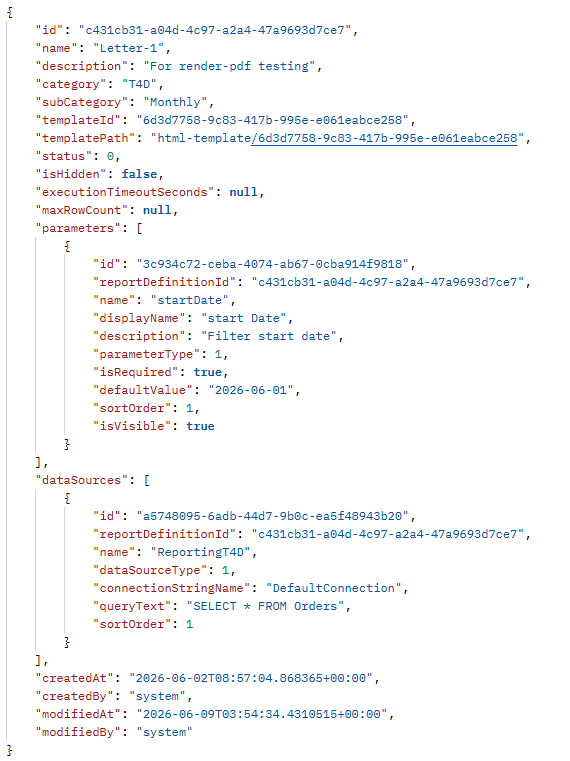 {
    "id": "c431cb31-a04d-4c97-a2a4-47a9693d7ce7",
    "name": "Letter-1",
    "description": "For render-pdf testing",
    "category": "T4D",
    "subCategory": "Monthly",
    "templateId": "6d3d7758-9c83-417b-995e-e061eabce258",
    "templatePath": "html-template/6d3d7758-9c83-417b-995e-e061eabce258",
    "status": 0,
    "isHidden": false,
    "executionTimeoutSeconds": null,
    "maxRowCount": null,
    "parameters": [
        {
            "id": "3c934c72-ceba-4074-ab67-0cba914f9818",
            "reportDefinitionId": "c431cb31-a04d-4c97-a2a4-47a9693d7ce7",
            "name": "startDate",
            "displayName": "start Date",
            "description": "Filter start date",
            "parameterType": 1,
            "isRequired": true,
            "defaultValue": "2026-06-01",
            "sortOrder": 1,
            "isVisible": true
        }
    ],
    "dataSources": [
        {
            "id": "a5748095-6adb-44d7-9b0c-ea5f48943b20",
            "reportDefinitionId": "c431cb31-a04d-4c97-a2a4-47a9693d7ce7",
            "name": "ReportingT4D",
            "dataSourceType": 1,
            "connectionStringName": "DefaultConnection",
            "queryText": "SELECT * FROM Orders",
            "sortOrder": 1
        }
    ],
    "createdAt": "2026-06-02T08:57:04.868365+00:00",
    "createdBy": "system",
    "modifiedAt": "2026-06-09T03:54:34.4310515+00:00",
    "modifiedBy": "system"
}